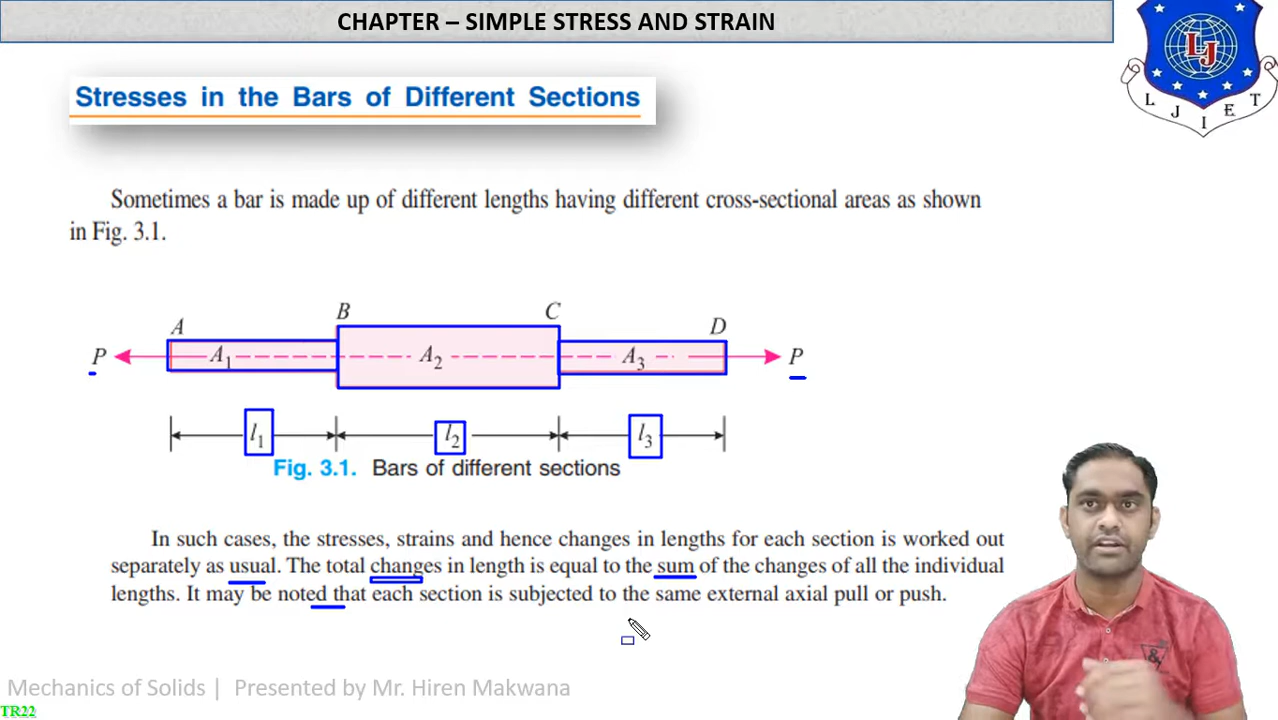 CHAPTER – SIMPLE STRESS AND STRAIN
LJ
L J I E T
Stresses in the Bars of Different Sections
Sometimes a bar is made up of different lengths having different cross-sectional areas as shown
in Fig. 3.1.
A B C D
P A1 A2 A3 P
l1 l2 l3
Fig. 3.1. Bars of different sections
In such cases, the stresses, strains and hence changes in lengths for each section is worked out
separately as usual. The total changes in length is equal to the sum of the changes of all the individual
lengths. It may be noted that each section is subjected to the same external axial pull or push.
Mechanics of Solids | Presented by Mr. Hiren Makwana
TR22